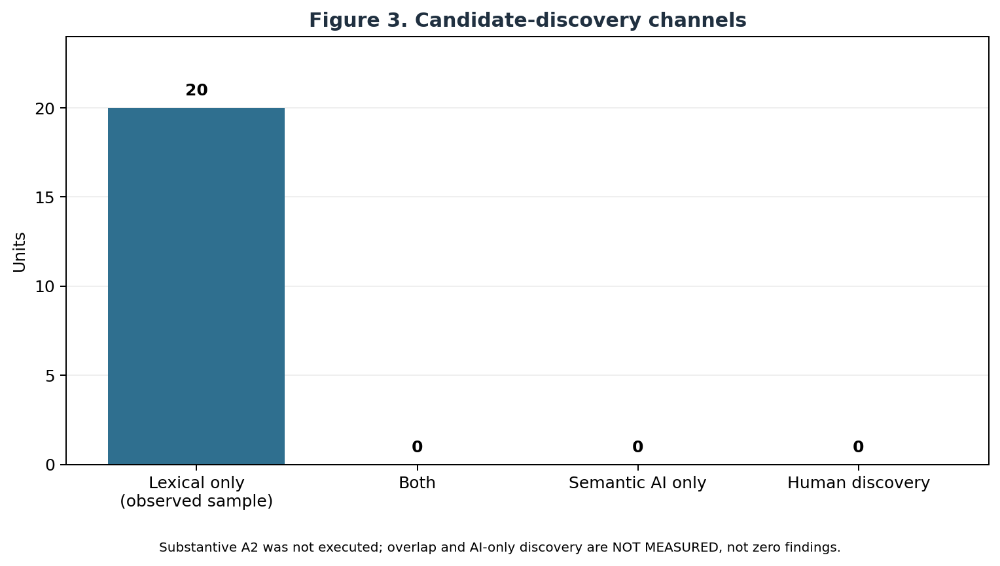 Figure 3. Candidate-discovery channels
20
20
15
10
5
0
Units
0
0
0
Lexical only
(observed sample)
Both
Semantic AI only
Human discovery
Substantive A2 was not executed; overlap and AI-only discovery are NOT MEASURED, not zero findings.